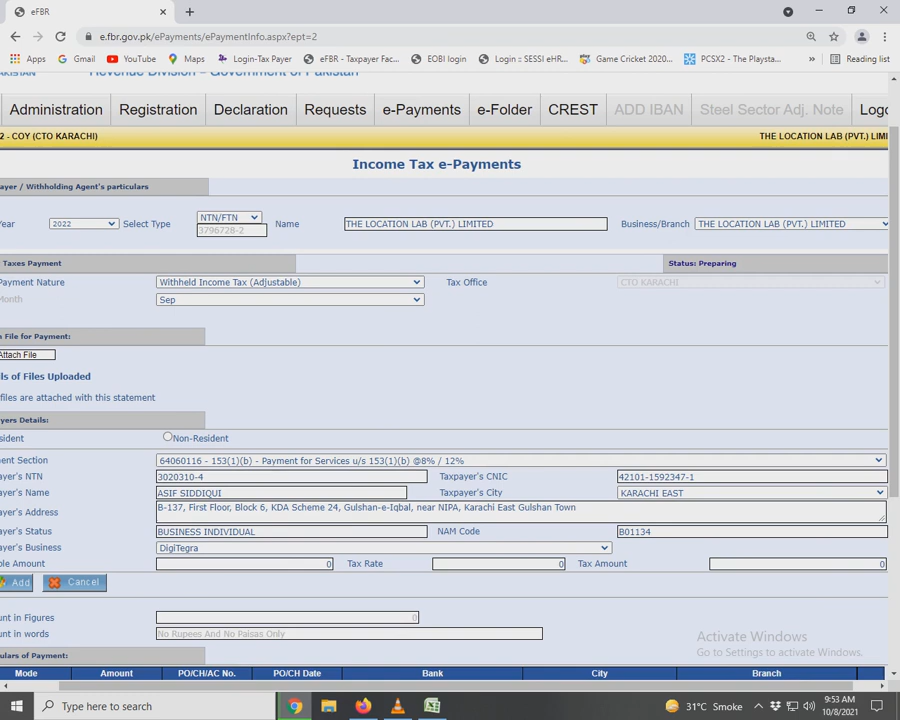 eFBR
e.fbr.gov.pk/ePayments/ePaymentInfo.aspx?ept=2
Apps Gmail YouTube Maps Login-Tax Payer eFBR - Taxpayer Fac... EOBI login Login :: SESSI eHR... Game Cricket 2020... PCSX2 - The Playsta... » Reading list
Revenue Division - Government of Pakistan
Administration Registration Declaration Requests e-Payments e-Folder CREST ADD IBAN Steel Sector Adj. Note Logo
2 - COY (CTO KARACHI) THE LOCATION LAB (PVT.) LIMI
Income Tax e-Payments
ayer / Withholding Agent's particulars
Year 2022 Select Type NTN/FTN 3796728-2 Name THE LOCATION LAB (PVT.) LIMITED Business/Branch THE LOCATION LAB (PVT.) LIMITED
Taxes Payment Status: Preparing
Payment Nature Withheld Income Tax (Adjustable) Tax Office CTO KARACHI
Month Sep
File for Payment:
Attach File
ls of Files Uploaded
files are attached with this statement
yers Details:
sident Non-Resident
ent Section 64060116 - 153(1)(b) - Payment for Services u/s 153(1)(b) @8% / 12%
ayer's NTN 3020310-4 Taxpayer's CNIC 42101-1592347-1
ayer's Name ASIF SIDDIQUI Taxpayer's City KARACHI EAST
ayer's Address B-137, First Floor, Block 6, KDA Scheme 24, Gulshan-e-Iqbal, near NIPA, Karachi East Gulshan Town
ayer's Status BUSINESS INDIVIDUAL NAM Code B01134
ayer's Business DigiTegra
ble Amount 0 Tax Rate 0 Tax Amount 0
Add Cancel
unt in Figures 0
unt in words No Rupees And No Paisas Only
Activate Windows
Go to Settings to activate Windows.
ulars of Payment:
Mode Amount PO/CH/AC No. PO/CH Date Bank City Branch
Type here to search 31°C Smoke 9:53 AM
10/8/2021